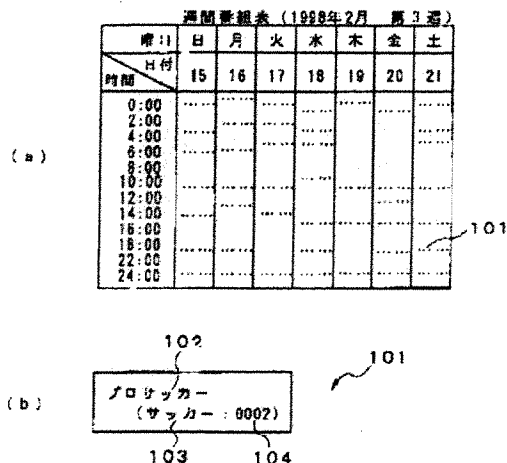 週間番組表 (1998年2月 第3週)
曜日 日 月 火 水 木 金 土
日付
時間
15 16 17 18 19 20 21
(a)
0:00
2:00
4:00
6:00
8:00
10:00
12:00
14:00
16:00
18:00
22:00
24:00
101
102
101
(b)
プロサッカー
(サッカー:0002)
103 104